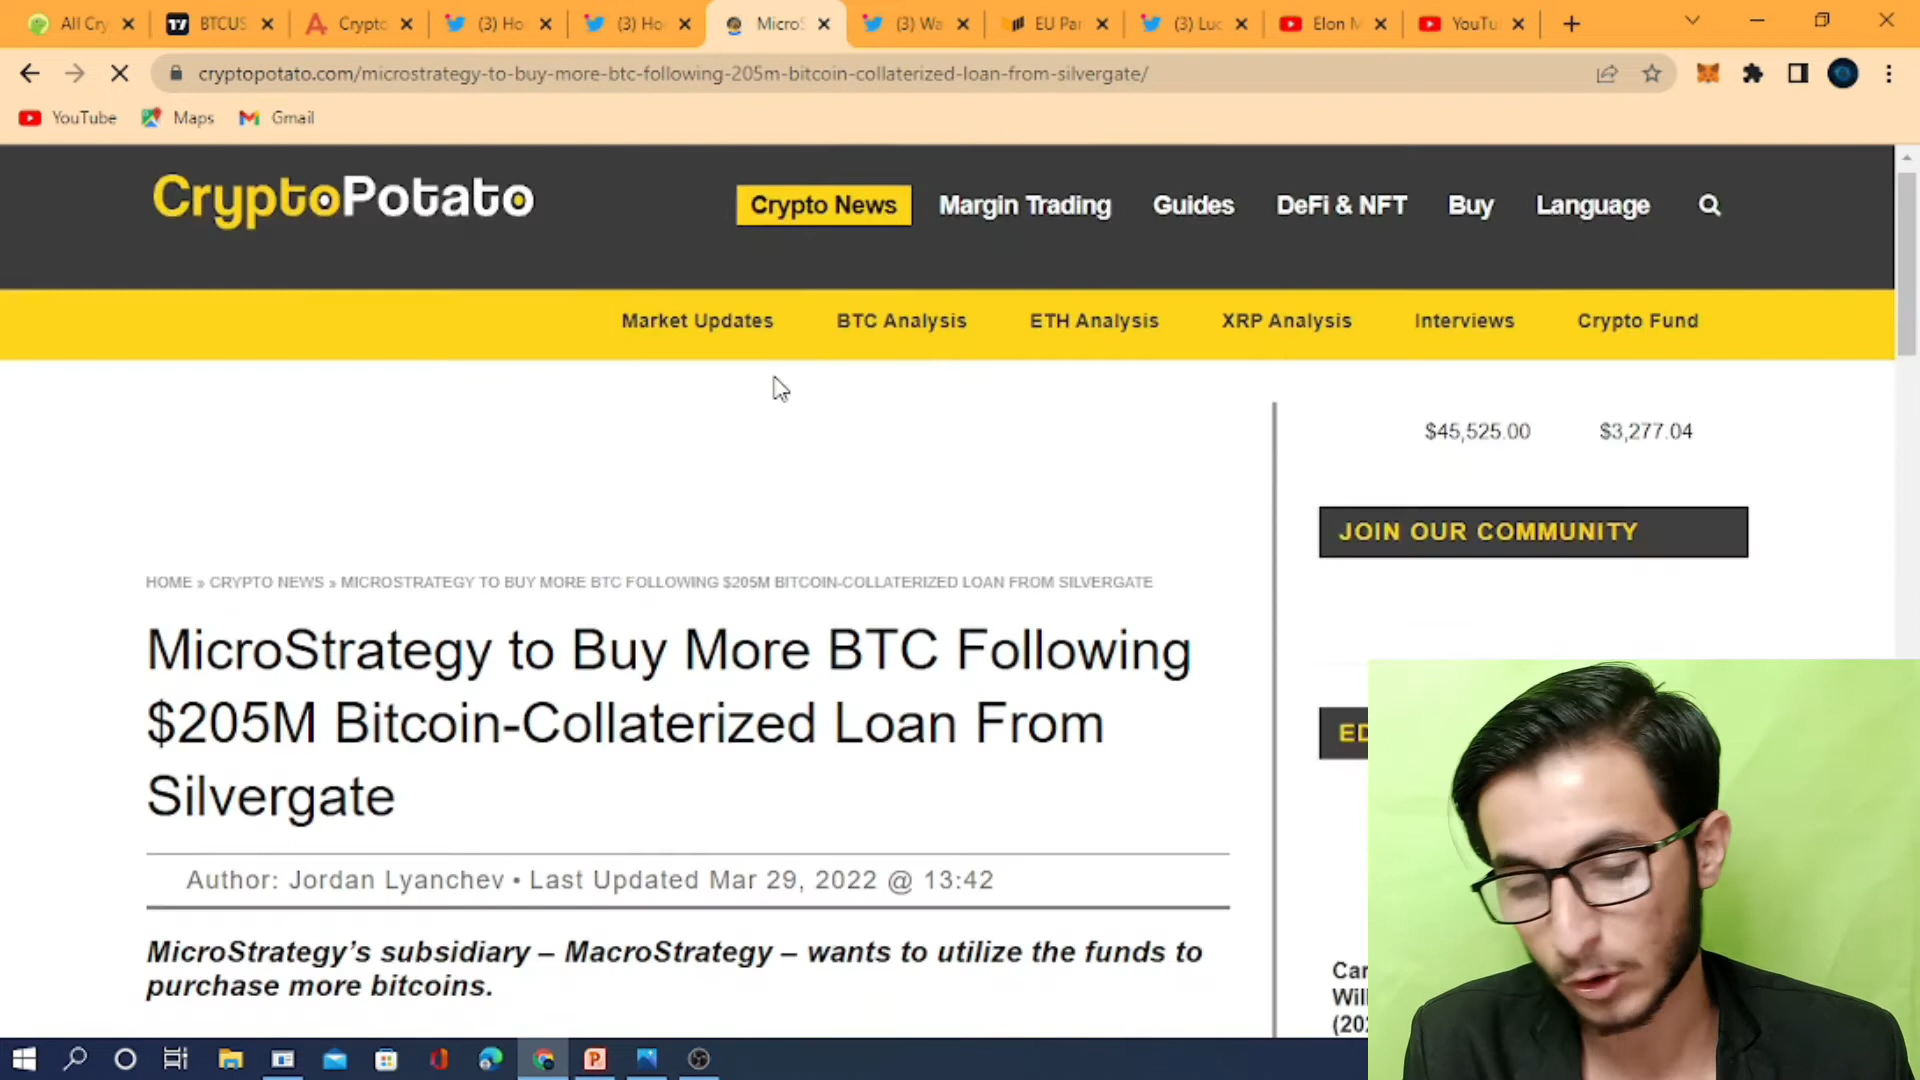 All Cry
BTCUS
Crypto
(3) Ho
(3) Ho
Micro
(3) Wa
EU Par
(3) Luc
Elon M
YouTu
cryptopotato.com/microstrategy-to-buy-more-btc-following-205m-bitcoin-collaterized-loan-from-silvergate/
YouTube
Maps
Gmail
CryptoPotato
Crypto News
Margin Trading
Guides
DeFi & NFT
Buy
Language
Market Updates
BTC Analysis
ETH Analysis
XRP Analysis
Interviews
Crypto Fund
$45,525.00
$3,277.04
JOIN OUR COMMUNITY
HOME » CRYPTO NEWS » MICROSTRATEGY TO BUY MORE BTC FOLLOWING $205M BITCOIN-COLLATERIZED LOAN FROM SILVERGATE
MicroStrategy to Buy More BTC Following
$205M Bitcoin-Collaterized Loan From
Silvergate
ED
Author: Jordan Lyanchev • Last Updated Mar 29, 2022 @ 13:42
MicroStrategy’s subsidiary – MacroStrategy – wants to utilize the funds to
purchase more bitcoins.
Car
Will
(202